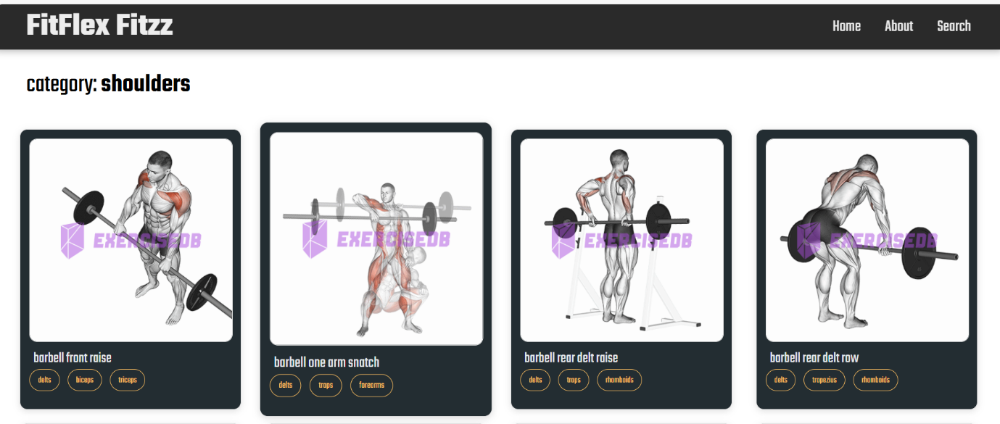 FitFlex Fitzz
Home About Search
category: shoulders
EXERCISEDB
EXERCISEDB
EXERCISEDB
EXERCISEDB
barbell front raise
delts biceps triceps
barbell one arm snatch
delts traps forearms
barbell rear delt raise
delts traps rhomboids
barbell rear delt row
delts trapezius rhomboids